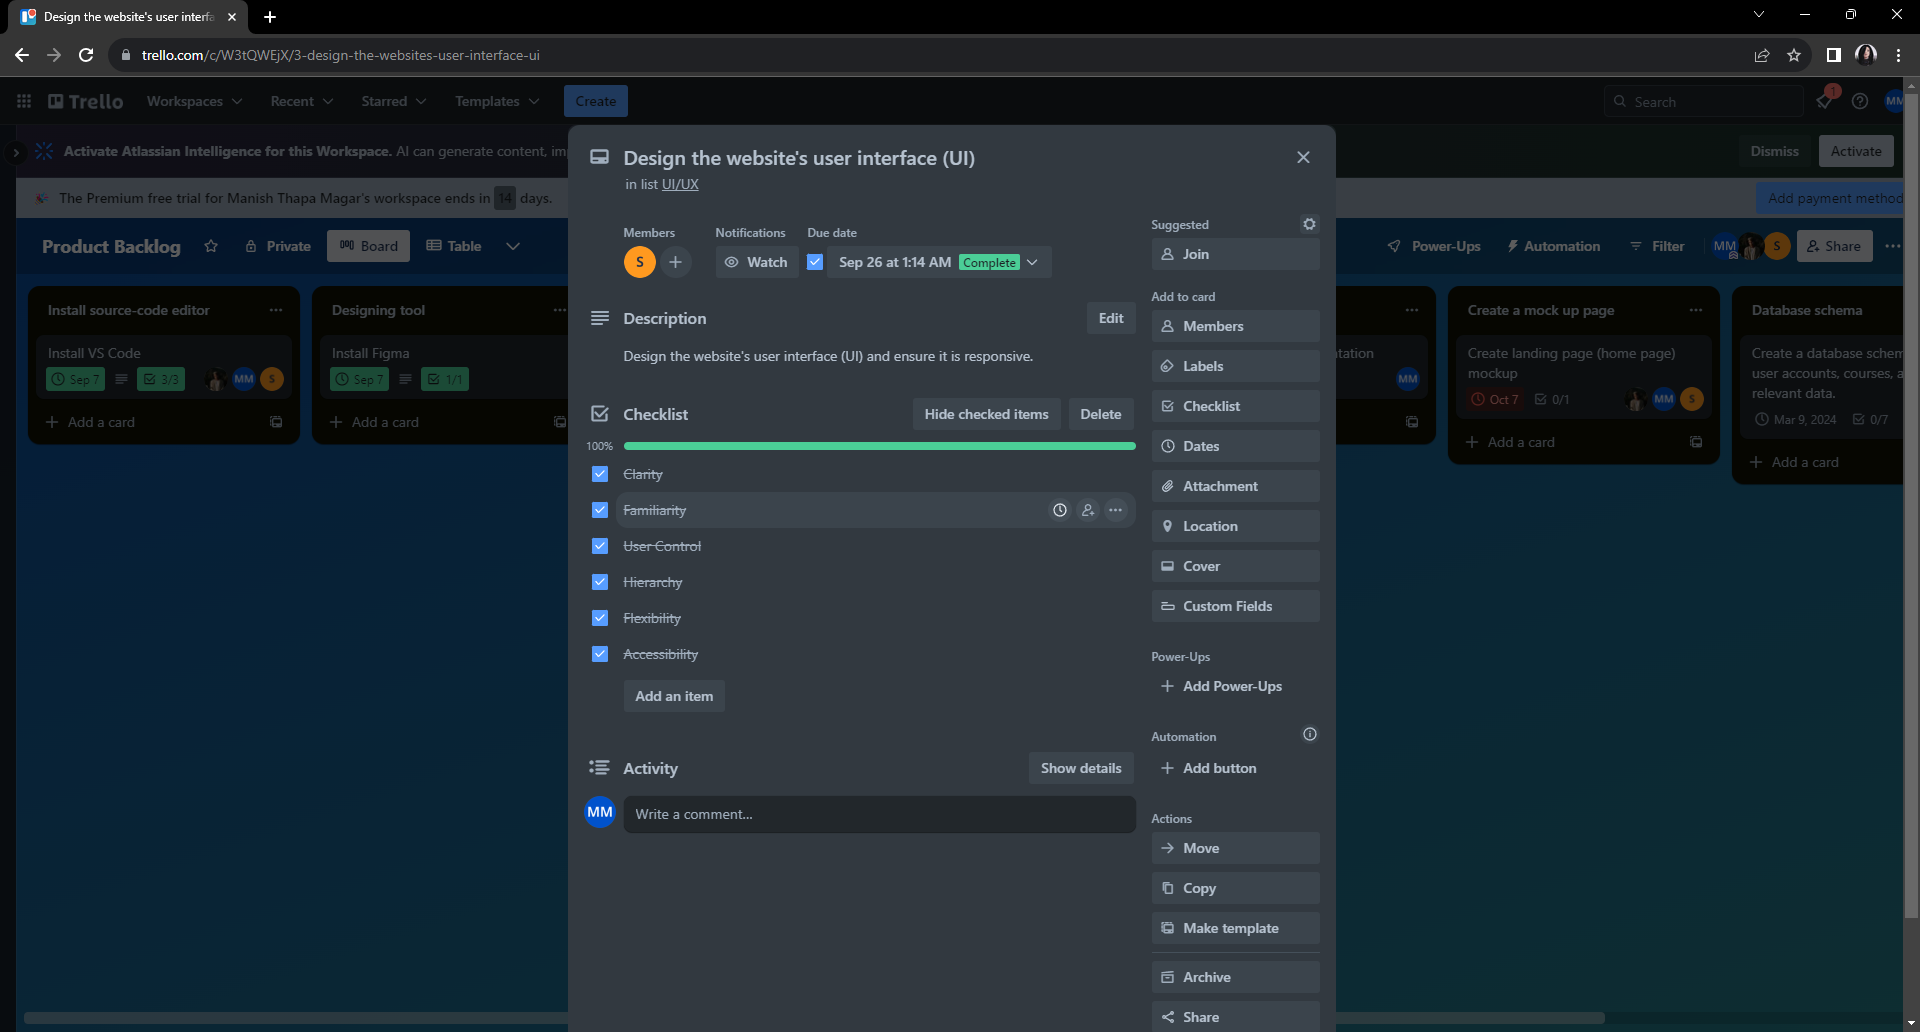 Design the website's user interfa
trello.com/c/W3tQWEjX/3-design-the-websites-user-interface-ui
Trello
Workspaces
Recent
Starred
Templates
Create
Search
1
MM
Activate Atlassian Intelligence for this Workspace. AI can generate content,
Dismiss
Activate
The Premium free trial for Manish Thapa Magar's workspace ends in 14 days.
Add payment method
Product Backlog
Private
Board
Table
Power-Ups
Automation
Filter
MM
S
Share
Install source-code editor
Install VS Code
Sep 7
3/3
MM
S
Add a card
Designing tool
Install Figma
Sep 7
1/1
Add a card
Design the website's user interface (UI)
in list UI/UX
Members
Notifications
Due date
S
Watch
Sep 26 at 1:14 AM
Complete
Description
Edit
Design the website's user interface (UI) and ensure it is responsive.
Checklist
Hide checked items
Delete
100%
Clarity
Familiarity
User Control
Hierarchy
Flexibility
Accessibility
Add an item
Activity
Show details
MM
Write a comment...
Suggested
Join
Add to card
Members
Labels
Checklist
Dates
Attachment
Location
Cover
Custom Fields
Power-Ups
Add Power-Ups
Automation
Add button
Actions
Move
Copy
Make template
Archive
Share
MM
Create a mock up page
Create landing page (home page)
mockup
Oct 7
0/1
MM
S
Add a card
Database schema
Create a database schem
user accounts, courses, a
relevant data.
Mar 9, 2024
0/7
Add a card